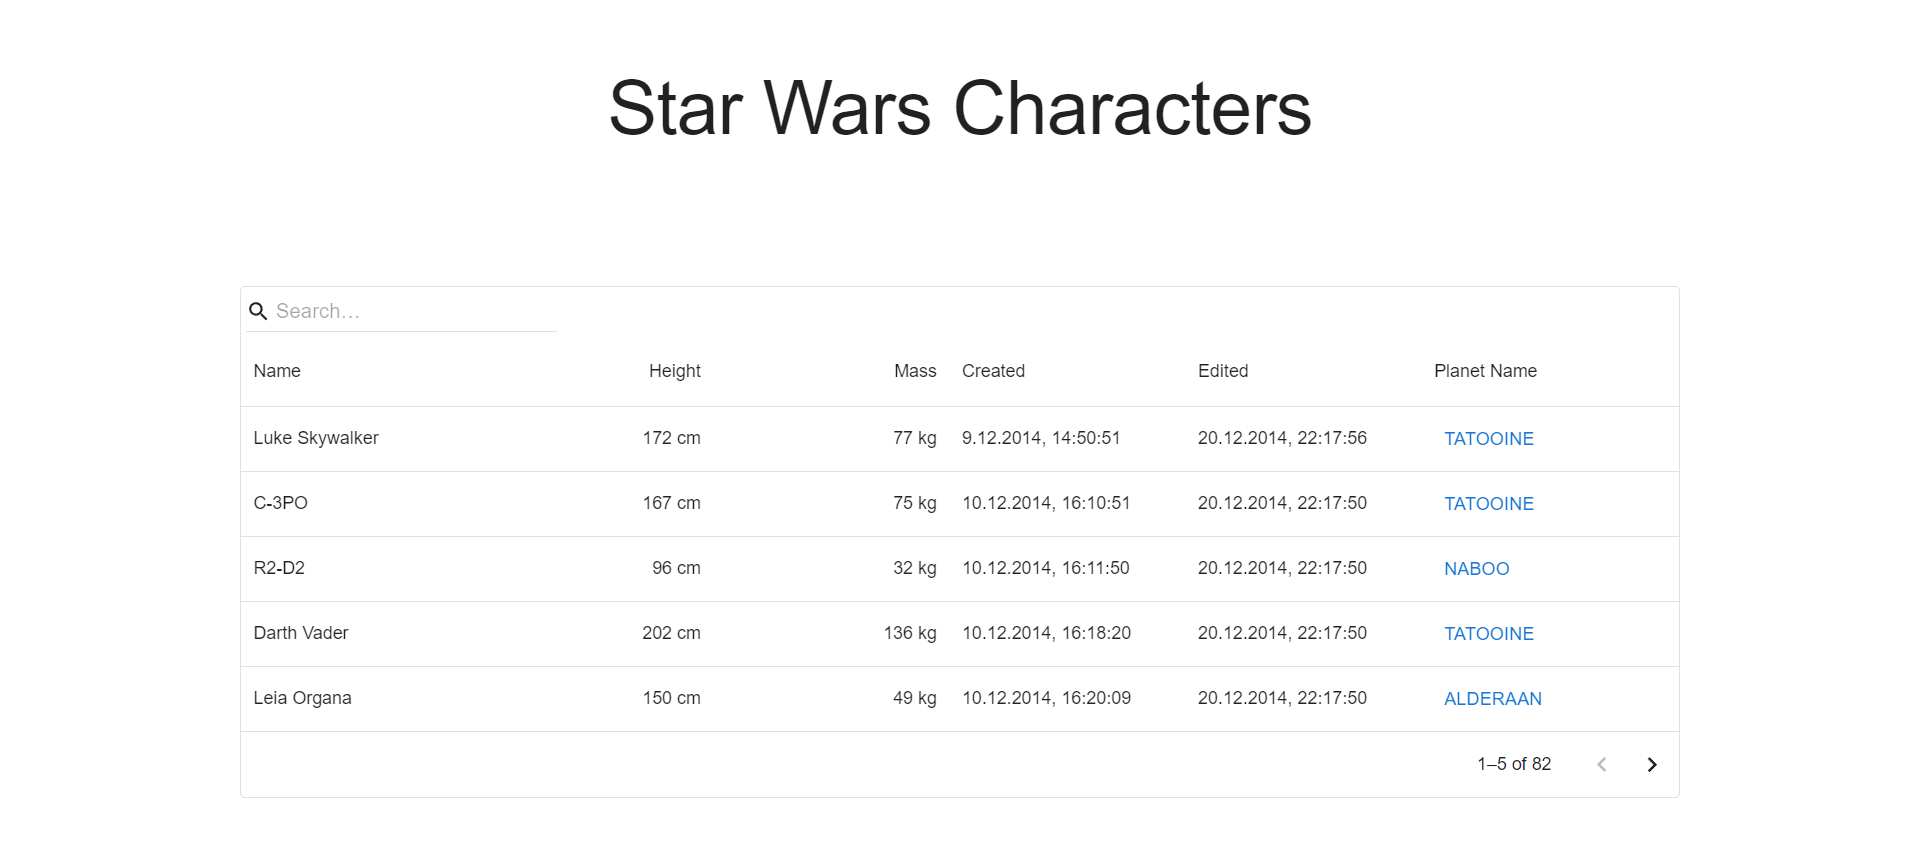 Star Wars Characters
Search…
Name Height Mass Created Edited Planet Name
Luke Skywalker 172 cm 77 kg 9.12.2014, 14:50:51 20.12.2014, 22:17:56 TATOOINE
C-3PO 167 cm 75 kg 10.12.2014, 16:10:51 20.12.2014, 22:17:50 TATOOINE
R2-D2 96 cm 32 kg 10.12.2014, 16:11:50 20.12.2014, 22:17:50 NABOO
Darth Vader 202 cm 136 kg 10.12.2014, 16:18:20 20.12.2014, 22:17:50 TATOOINE
Leia Organa 150 cm 49 kg 10.12.2014, 16:20:09 20.12.2014, 22:17:50 ALDERAAN
1–5 of 82